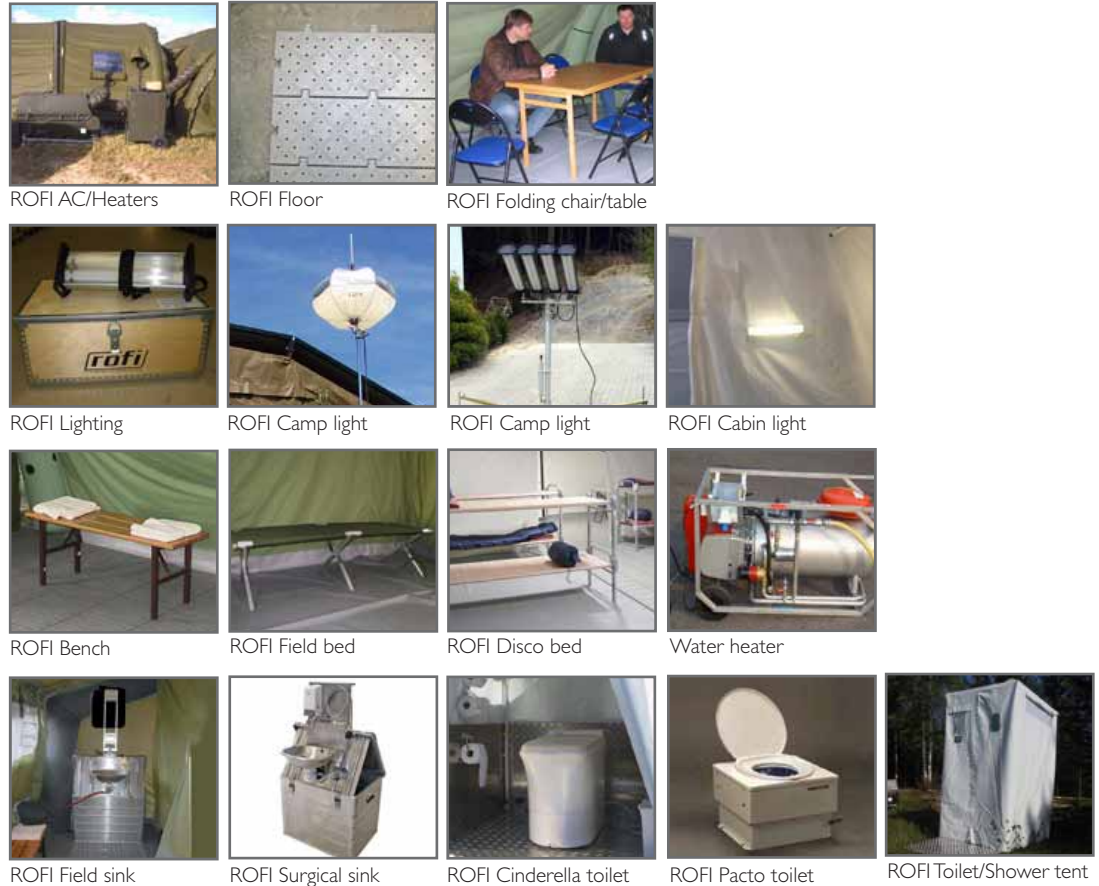 ROFI AC/Heaters
ROFI Floor
ROFI Folding chair/table
rofi
ROFI Lighting
ROFI Camp light
ROFI Camp light
ROFI Cabin light
ROFI Bench
ROFI Field bed
ROFI Disco bed
Water heater
ROFI Field sink
ROFI Surgical sink
ROFI Cinderella toilet
ROFI Pacto toilet
ROFI Toilet/Shower tent